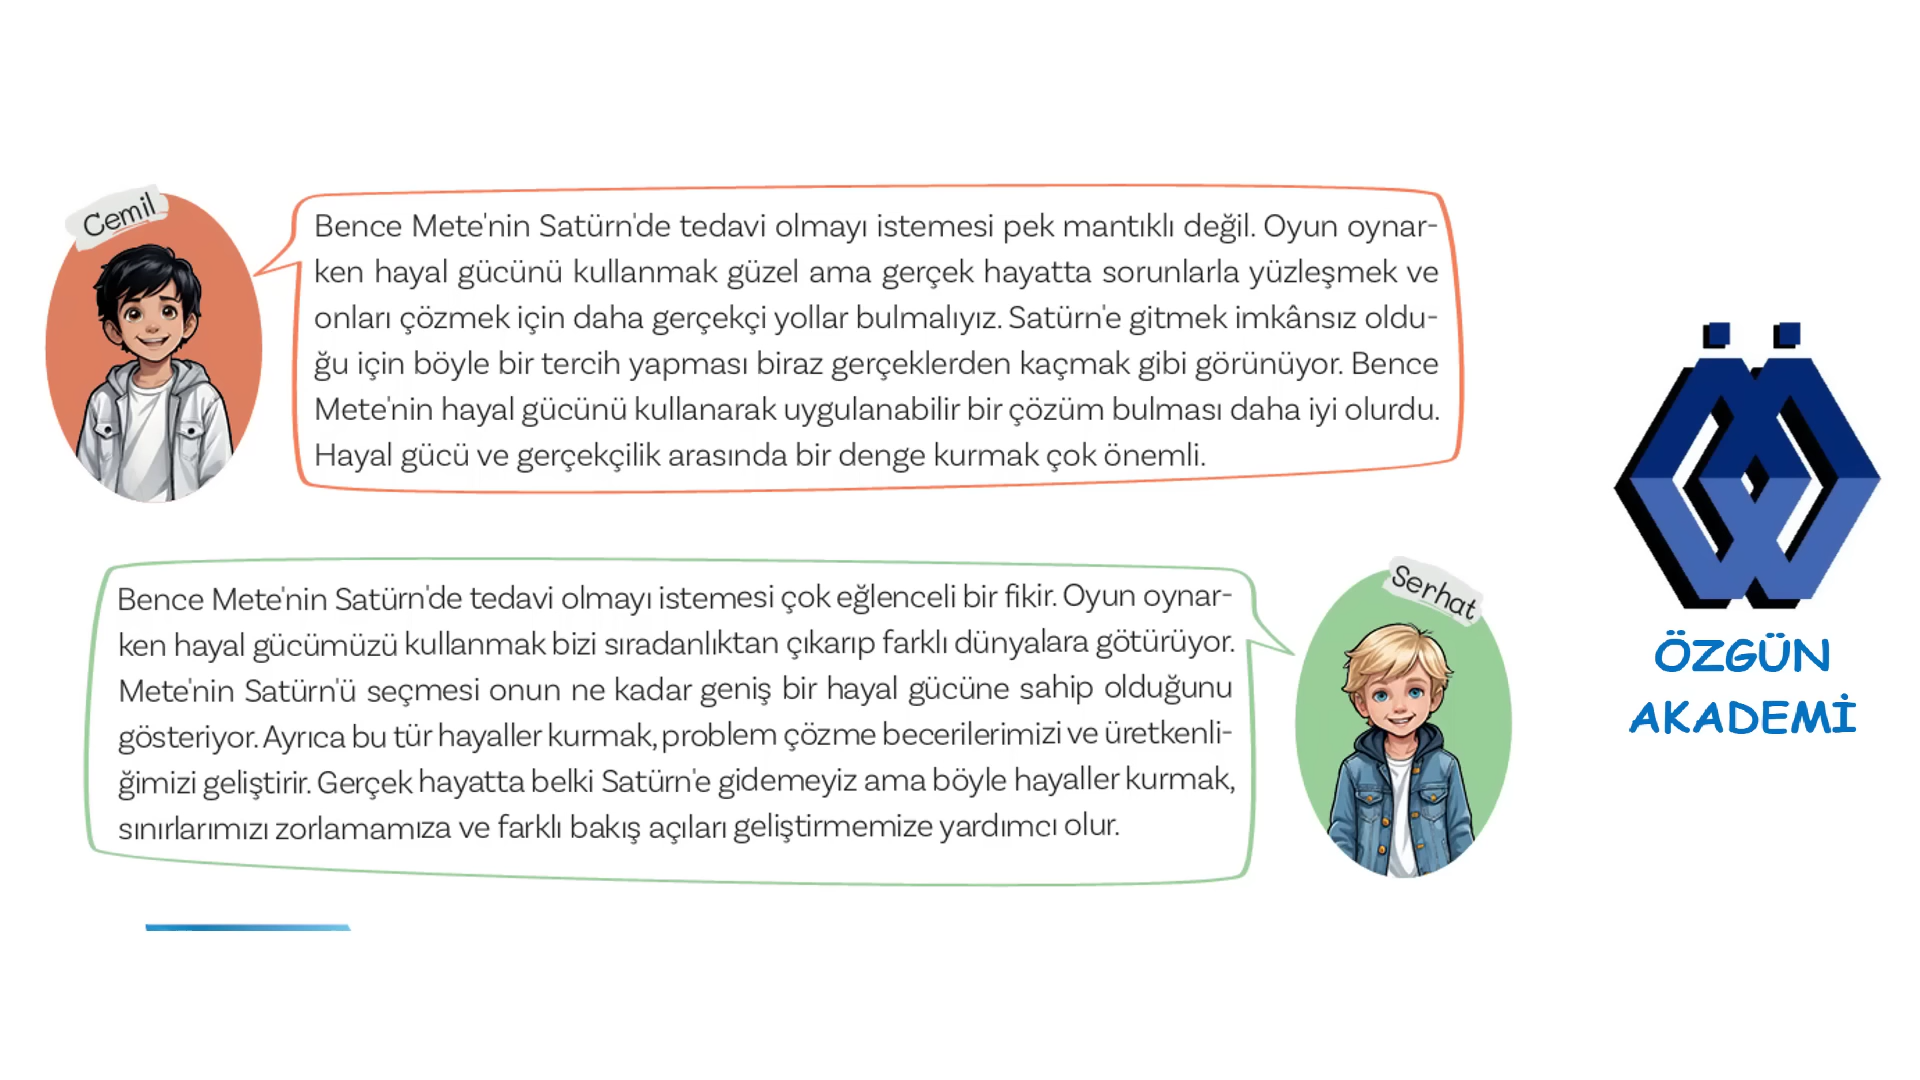 Cemil
Bence Mete'nin Satürn'de tedavi olmayı istemesi pek mantıklı değil. Oyun oynar-
ken hayal gücünü kullanmak güzel ama gerçek hayatta sorunlarla yüzleşmek ve
onları çözmek için daha gerçekçi yollar bulmalıyız. Satürn'e gitmek imkânsız oldu-
ğu için böyle bir tercih yapması biraz gerçeklerden kaçmak gibi görünüyor. Bence
Mete'nin hayal gücünü kullanarak uygulanabilir bir çözüm bulması daha iyi olurdu.
Hayal gücü ve gerçekçilik arasında bir denge kurmak çok önemli.
Serhat
Bence Mete'nin Satürn'de tedavi olmayı istemesi çok eğlenceli bir fikir. Oyun oynar-
ken hayal gücümüzü kullanmak bizi sıradanlıktan çıkarıp farklı dünyalara götürüyor.
Mete'nin Satürn'ü seçmesi onun ne kadar geniş bir hayal gücüne sahip olduğunu
gösteriyor. Ayrıca bu tür hayaller kurmak, problem çözme becerilerimizi ve üretkenli-
ğimizi geliştirir. Gerçek hayatta belki Satürn'e gidemeyiz ama böyle hayaller kurmak,
sınırlarımızı zorlamamıza ve farklı bakış açıları geliştirmemize yardımcı olur.
ÖZGÜN
AKADEMİ